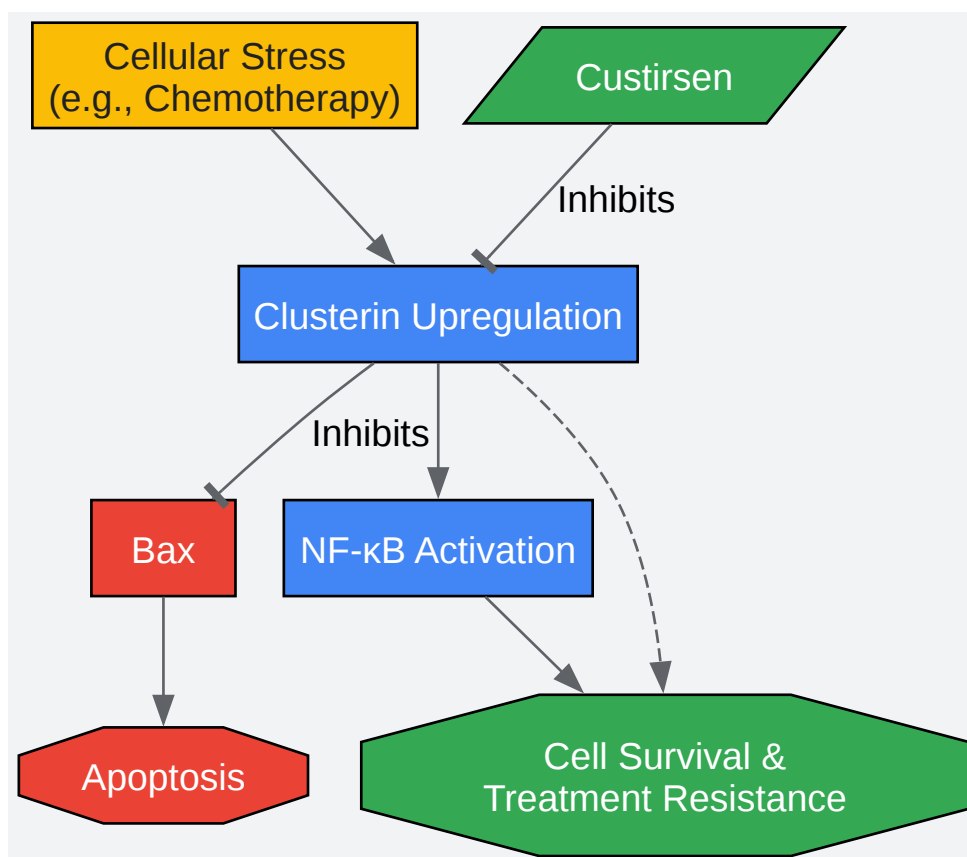 Cellular Stress
(e.g., Chemotherapy)
Custirsen
Inhibits
Clusterin Upregulation
Inhibits
Bax
NF-κB Activation
Apoptosis
Cell Survival &
Treatment Resistance